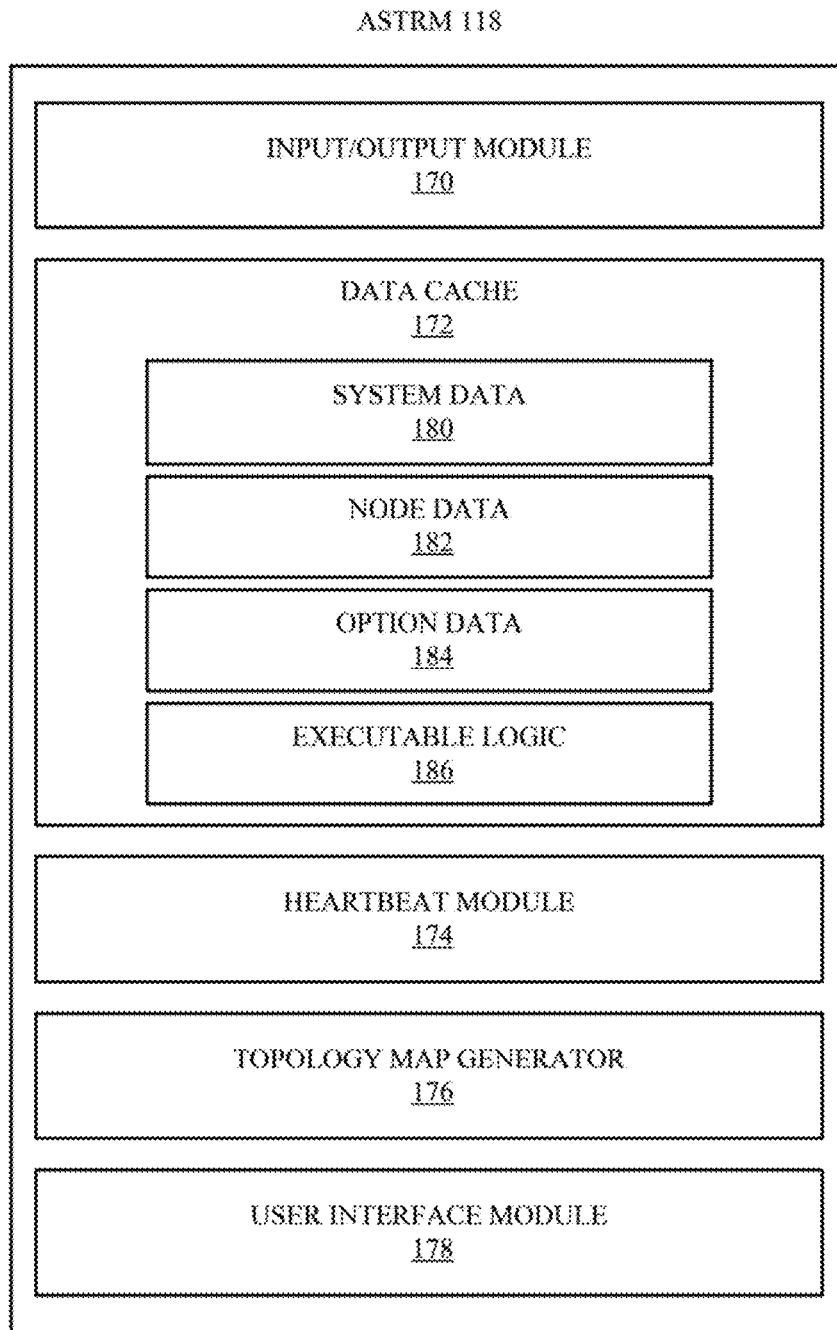 ASTRM 118
INPUT/OUTPUT MODULE
170
DATA CACHE
172
SYSTEM DATA
180
NODE DATA
182
OPTION DATA
184
EXECUTABLE LOGIC
186
HEARTBEAT MODULE
174
TOPOLOGY MAP GENERATOR
176
USER INTERFACE MODULE
178